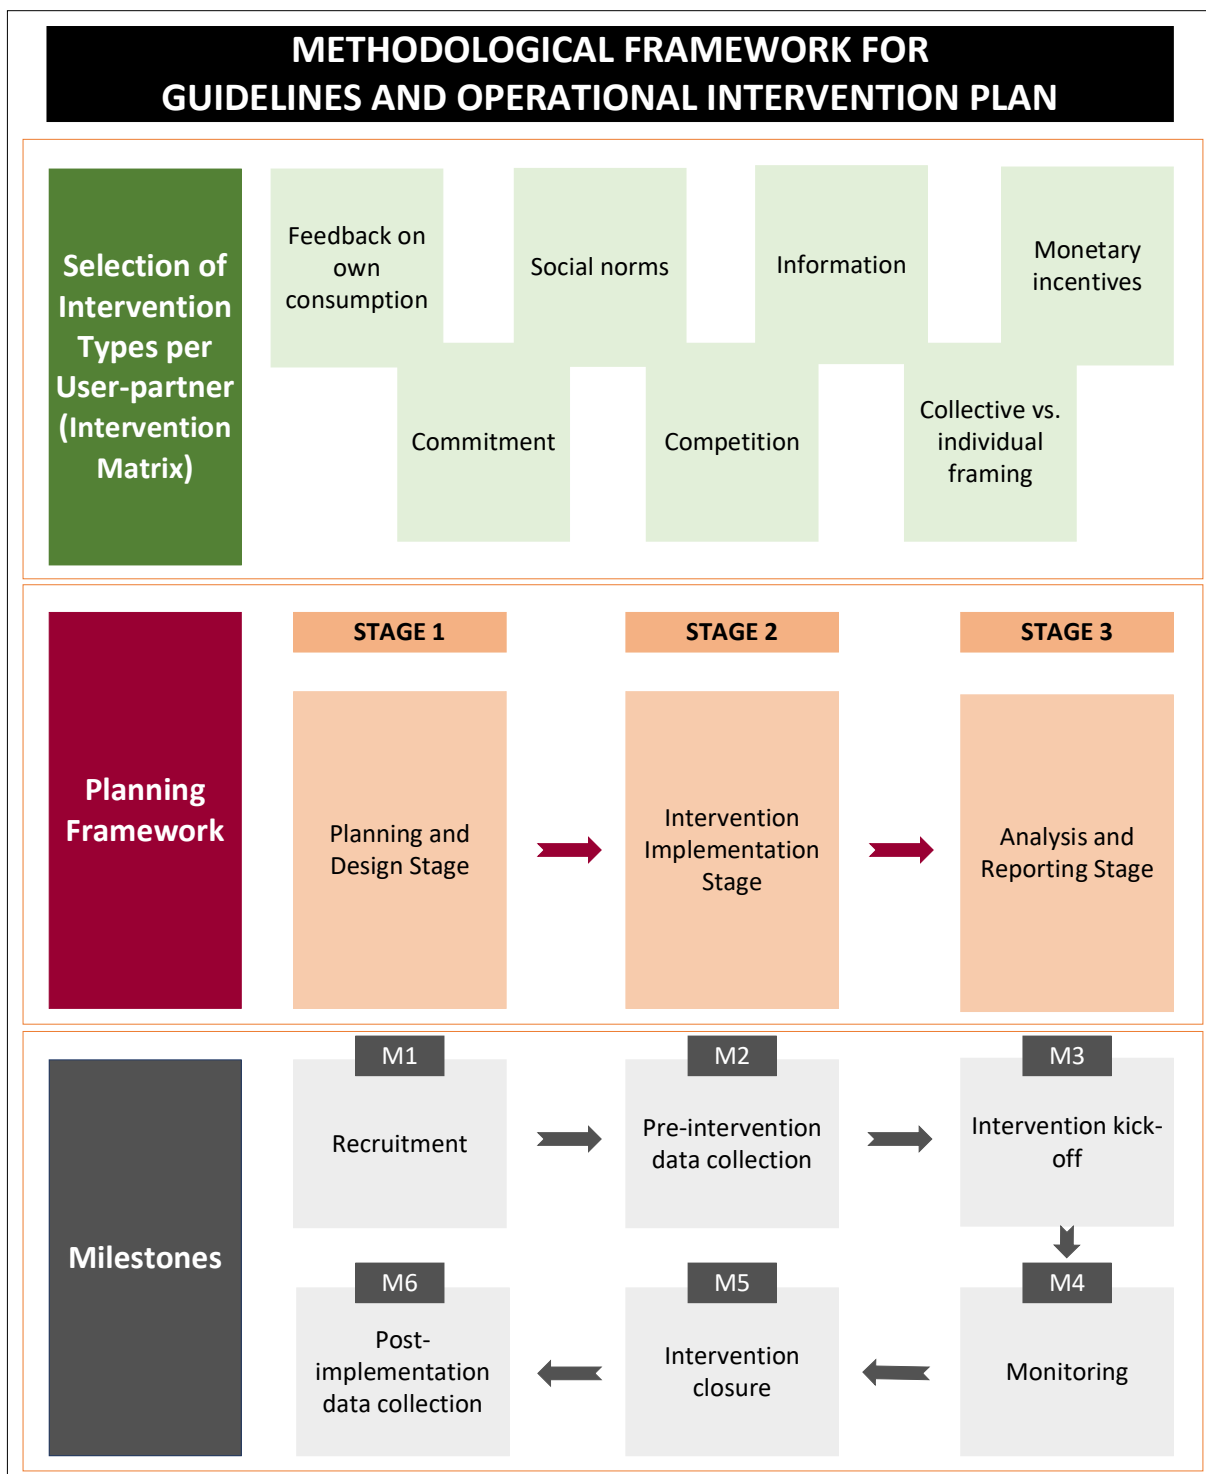 METHODOLOGICAL FRAMEWORK FOR
GUIDELINES AND OPERATIONAL INTERVENTION PLAN
Selection of
Intervention
Types per
User-partner
(Intervention
Matrix)
Feedback on
own
consumption
Social norms
Information
Monetary
incentives
Commitment
Competition
Collective vs.
individual
framing
Planning
Framework
STAGE 1
STAGE 2
STAGE 3
Planning and
Design Stage
Intervention
Implementation
Stage
Analysis and
Reporting Stage
Milestones
M1
Recruitment
M2
Pre-intervention
data collection
M3
Intervention kick-
off
M4
Monitoring
M5
Intervention
closure
M6
Post-
implementation
data collection